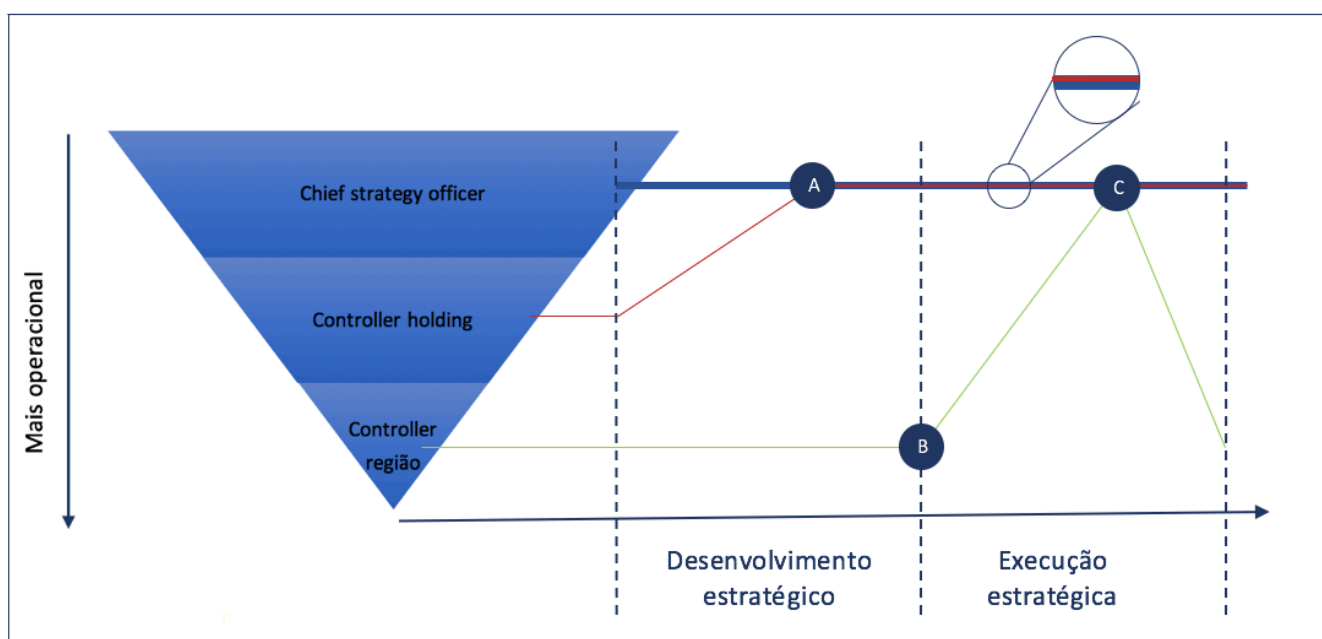 Mais operacional
Chief strategy officer
Controller holding
Controller
região
A
B
C
Desenvolvimento
estratégico
Execução
estratégica